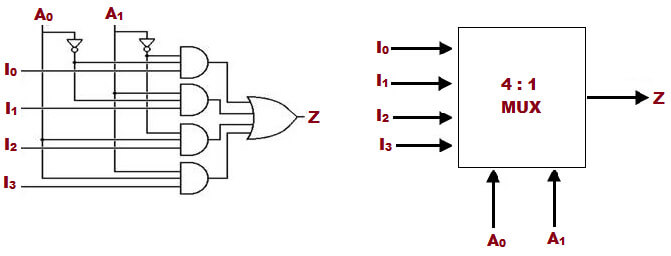 A₀ A₁
I₀
I₁
I₂
I₃
Z
I₀
I₁
I₂
I₃
4 : 1
MUX
Z
A₀ A₁